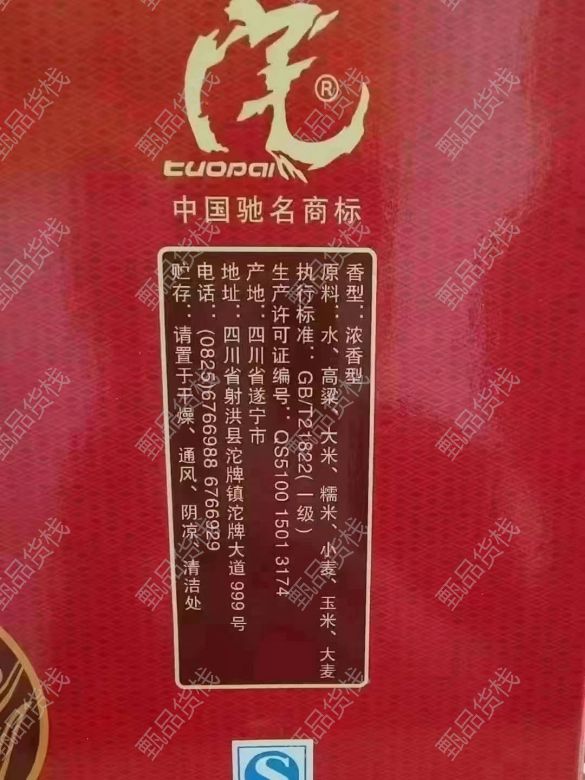 沱
®
tuopai
中国驰名商标
香型：浓香型
原料：水、高粱、大米、糯米、小麦、玉米、大麦
执行标准：GB/T21822(一级)
生产许可证编号：QS5100 1501 3174
产地：四川省遂宁市
地址：四川省射洪县沱牌镇沱牌大道999号
电话：(0825)6766988 6766929
贮存：请置于干燥、通风、阴凉、清洁处
甄品货栈